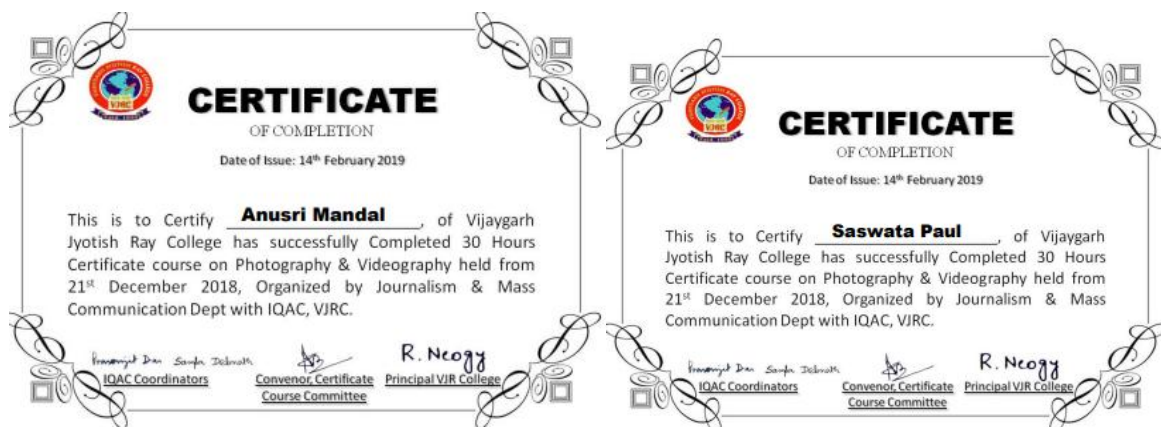 VJRC
CERTIFICATE
OF COMPLETION
Date of Issue: 14th February 2019
This is to Certify Anusri Mandal, of Vijaygarh
Jyotish Ray College has successfully Completed 30 Hours
Certificate course on Photography & Videography held from
21st December 2018, Organized by Journalism & Mass
Communication Dept with IQAC, VJRC.
R. Neogy
IQAC Coordinators Convenor, Certificate Principal VJR College
Course Committee
VJRC
CERTIFICATE
OF COMPLETION
Date of Issue: 14th February 2019
This is to Certify Saswata Paul, of Vijaygarh
Jyotish Ray College has successfully Completed 30 Hours
Certificate course on Photography & Videography held from
21st December 2018, Organized by Journalism & Mass
Communication Dept with IQAC, VJRC.
R. Neogy
IQAC Coordinators Convenor, Certificate Principal VJR College
Course Committee